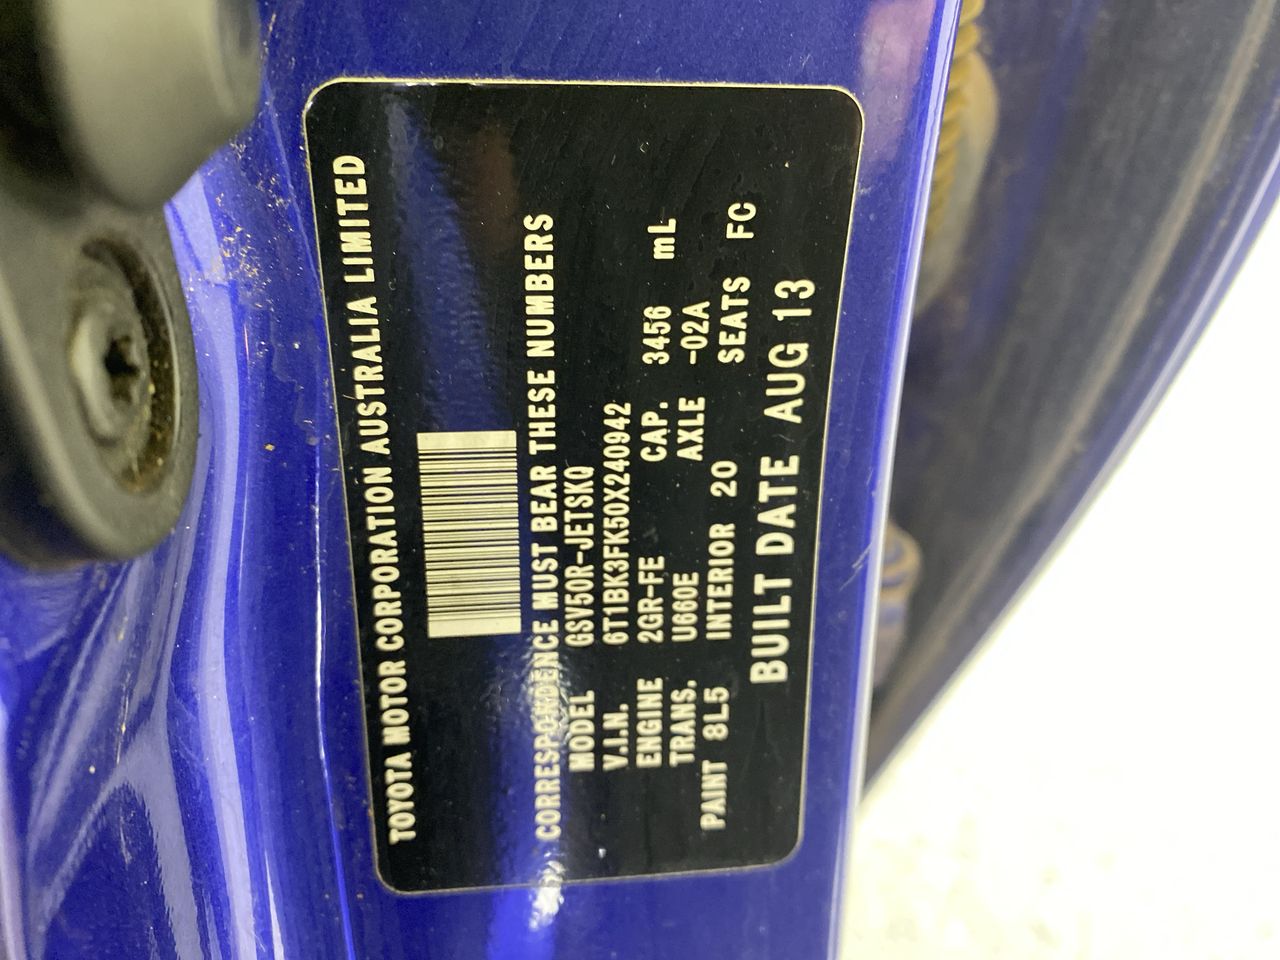 TOYOTA MOTOR CORPORATION AUSTRALIA LIMITED
CORRESPONDENCE MUST BEAR THESE NUMBERS
MODEL GSV50R-JETSKQ
V.I.N. 6T1BK3FK50X240942
ENGINE 2GR-FE CAP. 3456 mL
TRANS. U660E AXLE -02A
PAINT 8L5 INTERIOR 20 SEATS FC
BUILT DATE AUG 13